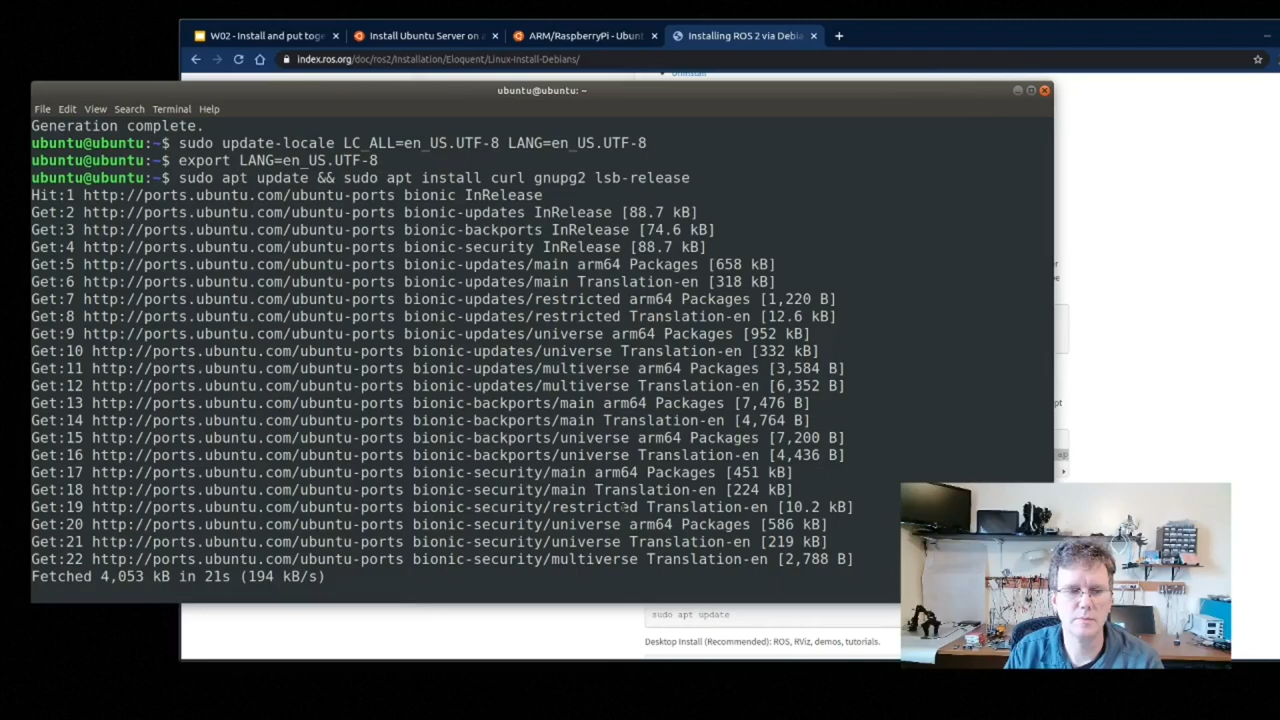 W02 - Install and put toge
Install Ubuntu Server on a
ARM/RaspberryPi - Ubunt
Installing ROS 2 via Debia
index.ros.org/doc/ros2/Installation/Eloquent/Linux-Install-Debians/
Uninstall
ubuntu@ubuntu: ~
File Edit View Search Terminal Help
Generation complete.
ubuntu@ubuntu:~$ sudo update-locale LC_ALL=en_US.UTF-8 LANG=en_US.UTF-8
ubuntu@ubuntu:~$ export LANG=en_US.UTF-8
ubuntu@ubuntu:~$ sudo apt update && sudo apt install curl gnupg2 lsb-release
Hit:1 http://ports.ubuntu.com/ubuntu-ports bionic InRelease
Get:2 http://ports.ubuntu.com/ubuntu-ports bionic-updates InRelease [88.7 kB]
Get:3 http://ports.ubuntu.com/ubuntu-ports bionic-backports InRelease [74.6 kB]
Get:4 http://ports.ubuntu.com/ubuntu-ports bionic-security InRelease [88.7 kB]
Get:5 http://ports.ubuntu.com/ubuntu-ports bionic-updates/main arm64 Packages [658 kB]
Get:6 http://ports.ubuntu.com/ubuntu-ports bionic-updates/main Translation-en [318 kB]
Get:7 http://ports.ubuntu.com/ubuntu-ports bionic-updates/restricted arm64 Packages [1,220 B]
Get:8 http://ports.ubuntu.com/ubuntu-ports bionic-updates/restricted Translation-en [12.6 kB]
Get:9 http://ports.ubuntu.com/ubuntu-ports bionic-updates/universe arm64 Packages [952 kB]
Get:10 http://ports.ubuntu.com/ubuntu-ports bionic-updates/universe Translation-en [332 kB]
Get:11 http://ports.ubuntu.com/ubuntu-ports bionic-updates/multiverse arm64 Packages [3,584 B]
Get:12 http://ports.ubuntu.com/ubuntu-ports bionic-updates/multiverse Translation-en [6,352 B]
Get:13 http://ports.ubuntu.com/ubuntu-ports bionic-backports/main arm64 Packages [7,476 B]
Get:14 http://ports.ubuntu.com/ubuntu-ports bionic-backports/main Translation-en [4,764 B]
Get:15 http://ports.ubuntu.com/ubuntu-ports bionic-backports/universe arm64 Packages [7,200 B]
Get:16 http://ports.ubuntu.com/ubuntu-ports bionic-backports/universe Translation-en [4,436 B]
Get:17 http://ports.ubuntu.com/ubuntu-ports bionic-security/main arm64 Packages [451 kB]
Get:18 http://ports.ubuntu.com/ubuntu-ports bionic-security/main Translation-en [224 kB]
Get:19 http://ports.ubuntu.com/ubuntu-ports bionic-security/restricted Translation-en [10.2 kB]
Get:20 http://ports.ubuntu.com/ubuntu-ports bionic-security/universe arm64 Packages [586 kB]
Get:21 http://ports.ubuntu.com/ubuntu-ports bionic-security/universe Translation-en [219 kB]
Get:22 http://ports.ubuntu.com/ubuntu-ports bionic-security/multiverse Translation-en [2,788 B]
Fetched 4,053 kB in 21s (194 kB/s)
sudo apt update
Desktop Install (Recommended): ROS, RViz, demos, tutorials.